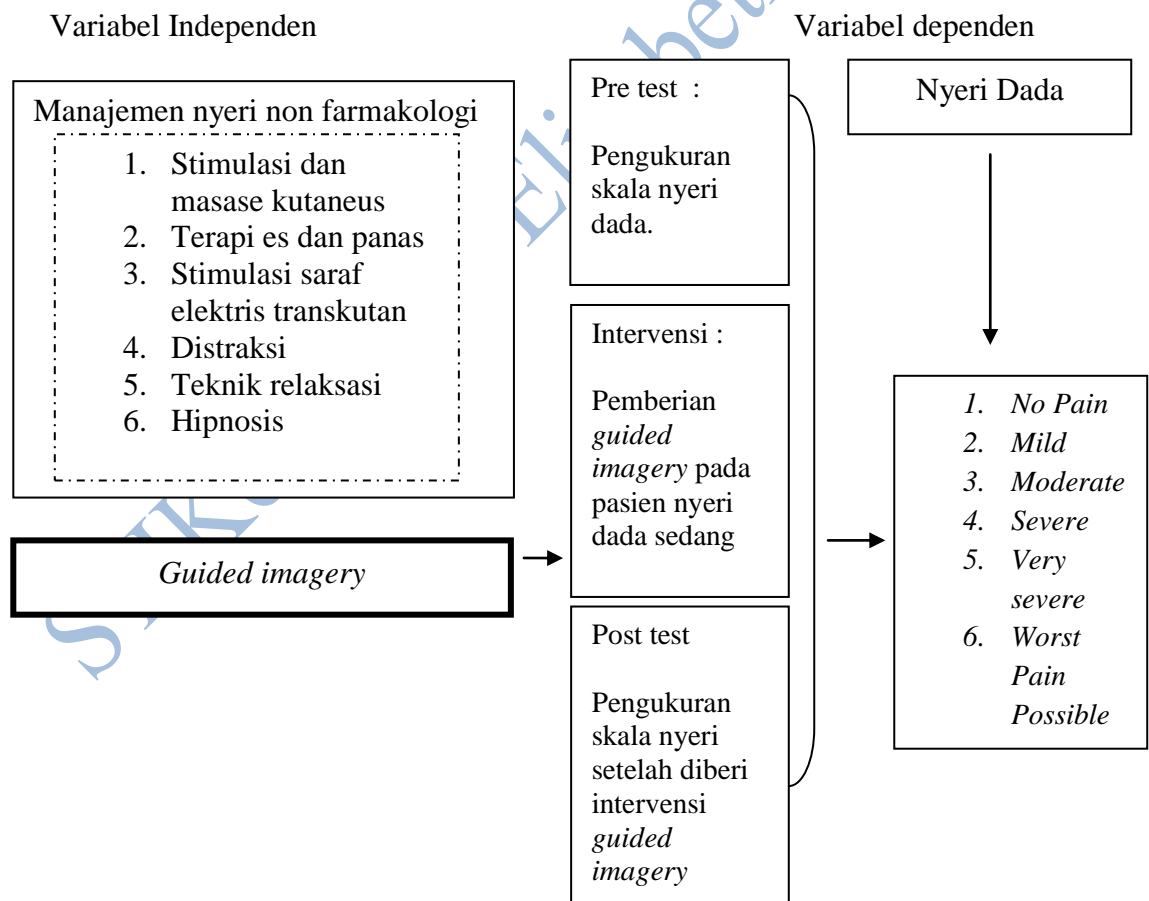 Variabel Independen
Variabel dependen
Manajemen nyeri non farmakologi
1. Stimulasi dan
masase kutaneus
2. Terapi es dan panas
3. Stimulasi saraf
elektris transkutan
4. Distraksi
5. Teknik relaksasi
6. Hipnosis
Guided imagery
Pre test :
Pengukuran
skala nyeri
dada.
Intervensi :
Pemberian
guided
imagery pada
pasien nyeri
dada sedang
Post test
Pengukuran
skala nyeri
setelah diberi
intervensi
guided
imagery
Nyeri Dada
1. No Pain
2. Mild
3. Moderate
4. Severe
5. Very
severe
6. Worst
Pain
Possible